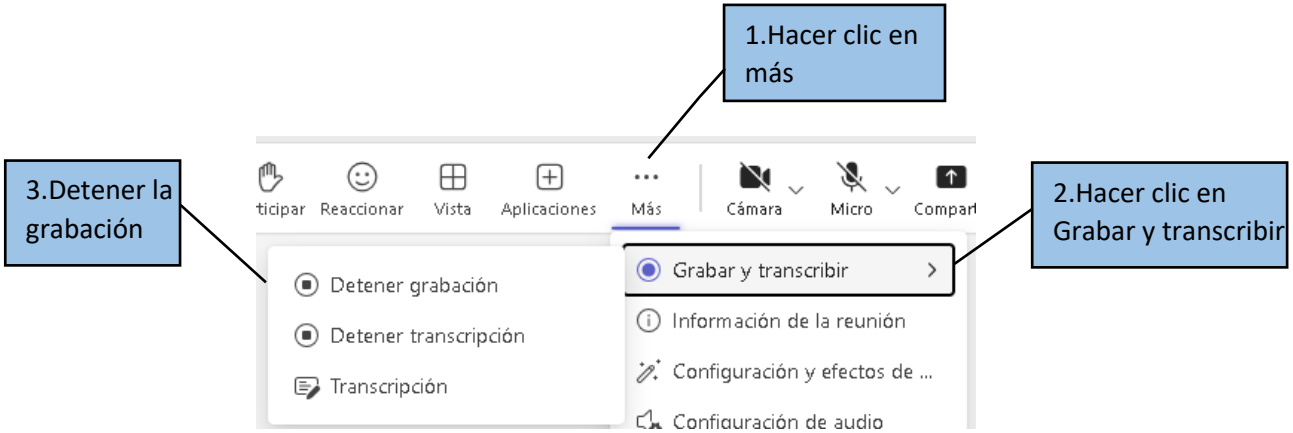 1.Hacer clic en
más
3.Detener la
grabación
2.Hacer clic en
Grabar y transcribir
ticipar Reaccionar Vista Aplicaciones Más Cámara Micro Compart
Grabar y transcribir
Información de la reunión
Configuración y efectos de ...
Configuración de audio
Detener grabación
Detener transcripción
Transcripción